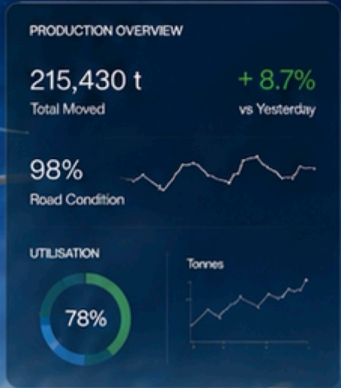 PRODUCTION OVERVIEW
215,430 t
+ 8.7%
Total Moved
vs Yesterday
98%
Road Condition
UTILISATION
Tonnes
78%